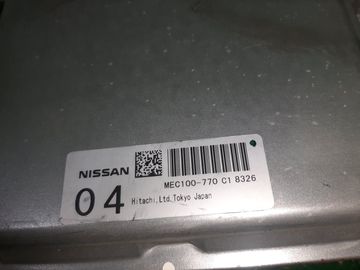 NISSAN
MEC100-770 C1 8326
04
Hitachi,Ltd.Tokyo Japan